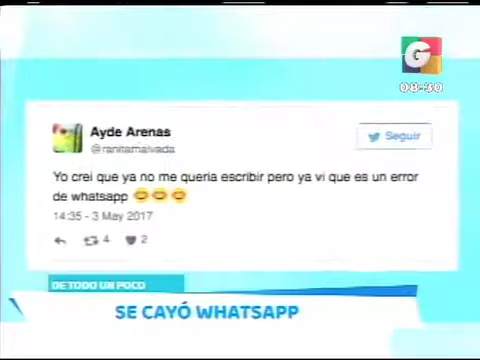 G
08:30
Ayde Arenas
@ranitamalvada
Seguir
Yo crei que ya no me queria escribir pero ya vi que es un error
de whatsapp 😂😂😂
14:35 - 3 May 2017
4
2
DE TODO UN POCO
SE CAYÓ WHATSAPP